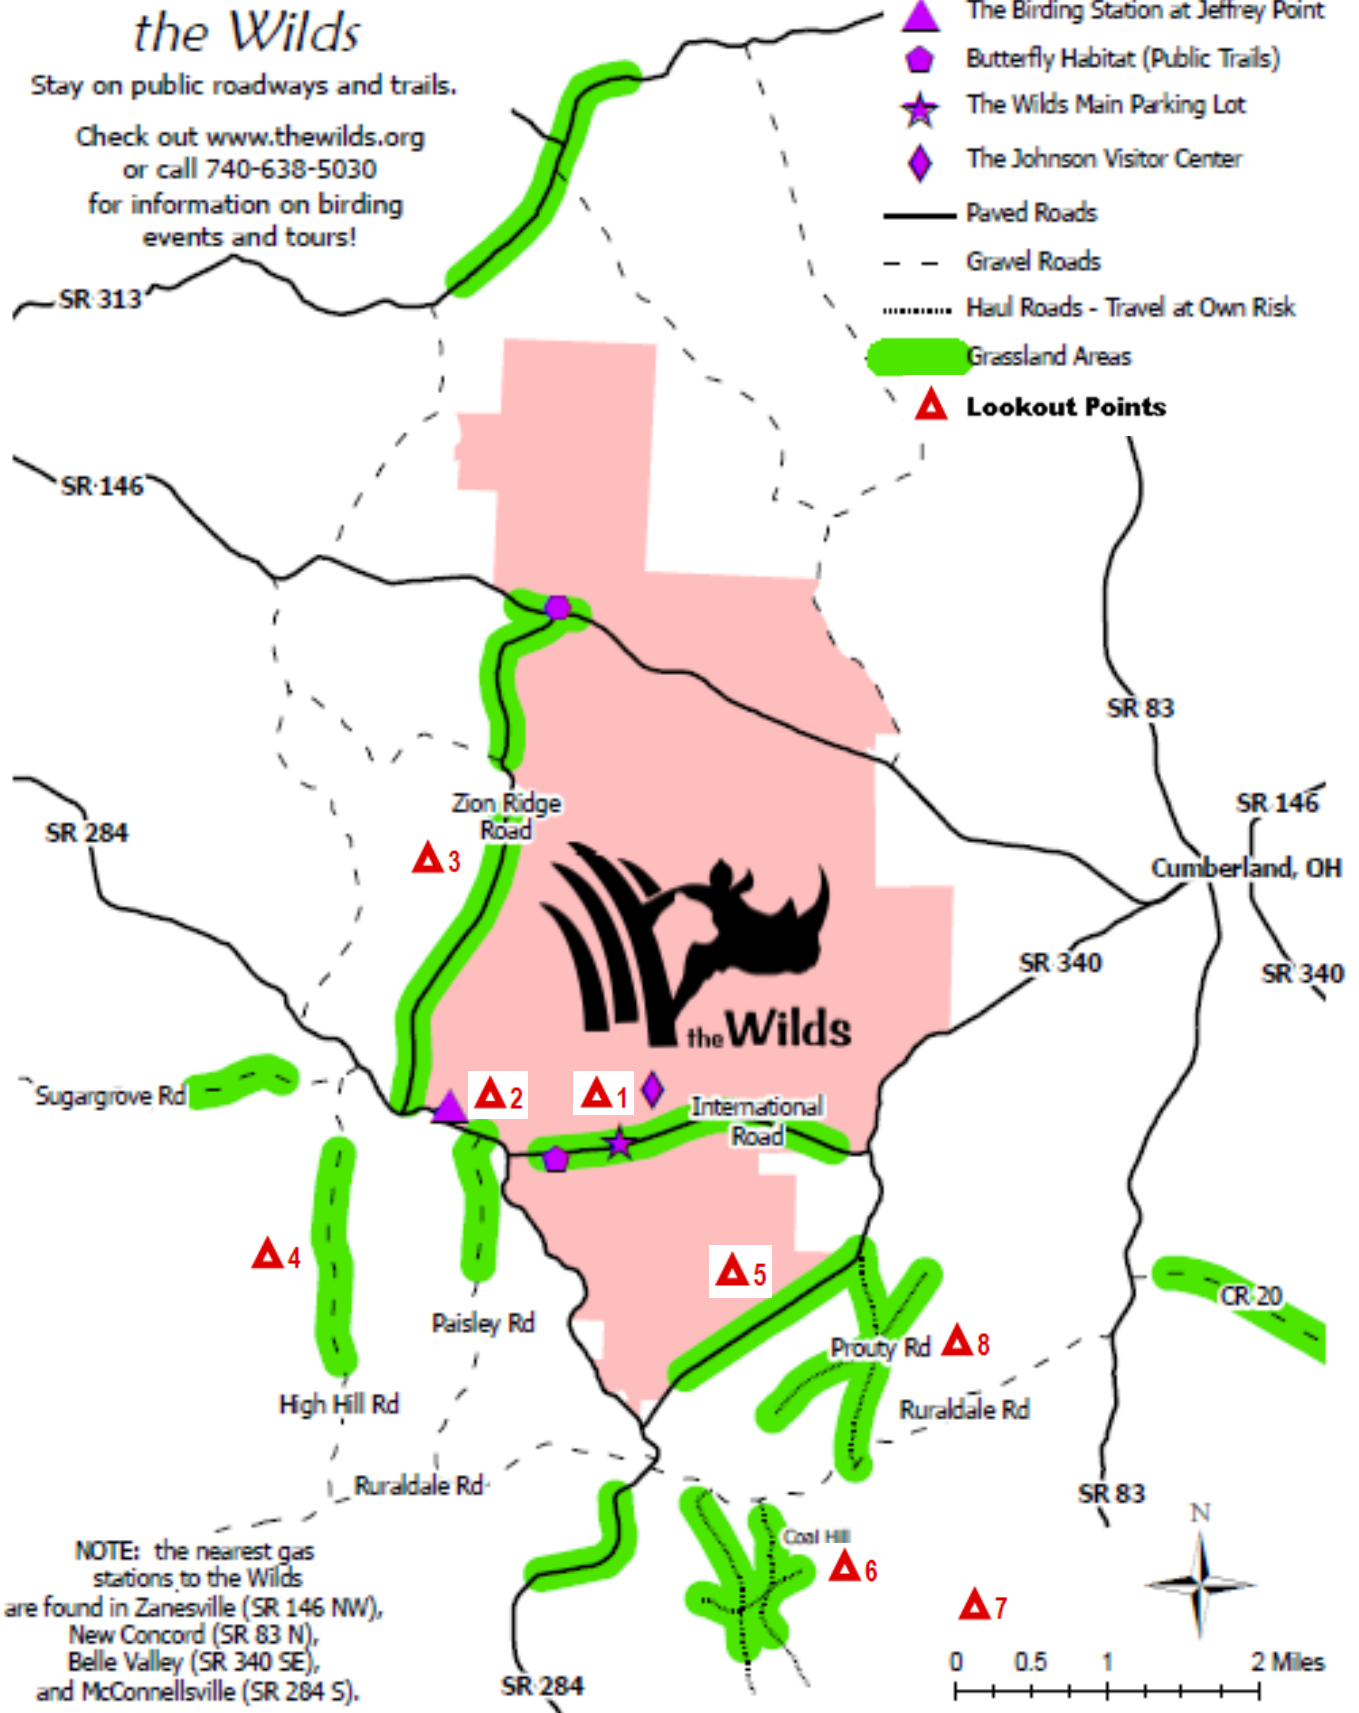 the Wilds
Stay on public roadways and trails.
Check out www.thewilds.org
or call 740-638-5030
for information on birding
events and tours!
The Birding Station at Jeffrey Point
Butterfly Habitat (Public Trails)
The Wilds Main Parking Lot
The Johnson Visitor Center
Paved Roads
Gravel Roads
Haul Roads - Travel at Own Risk
Grassland Areas
Lookout Points
SR 313
SR 146
SR 83
SR 146
Zion Ridge
Road
SR 284
3
Cumberland, OH
SR 340
SR 340
the Wilds
Sugargrove Rd
2
1
International
Road
4
5
CR 20
Paisley Rd
Prouty Rd
8
High Hill Rd
Ruraldale Rd
Ruraldale Rd
SR 83
N
Coal Hill
6
7
NOTE: the nearest gas
stations to the Wilds
are found in Zanesville (SR 146 NW),
New Concord (SR 83 N),
Belle Valley (SR 340 SE),
and McConnellsville (SR 284 S).
SR 284
0 0.5 1 2 Miles